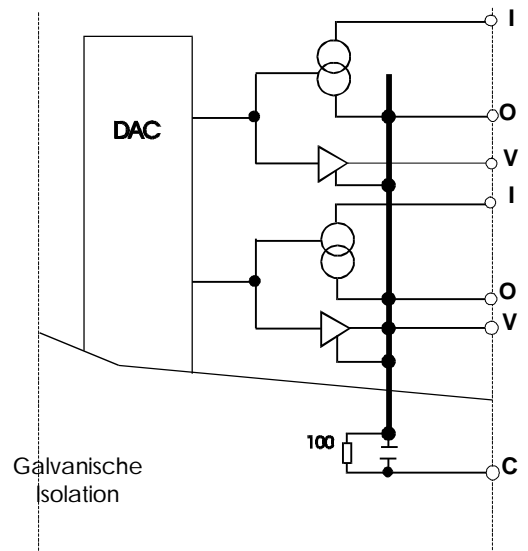 I
DAC
O
V
I
O
V
100
C
Galvanische
Isolation